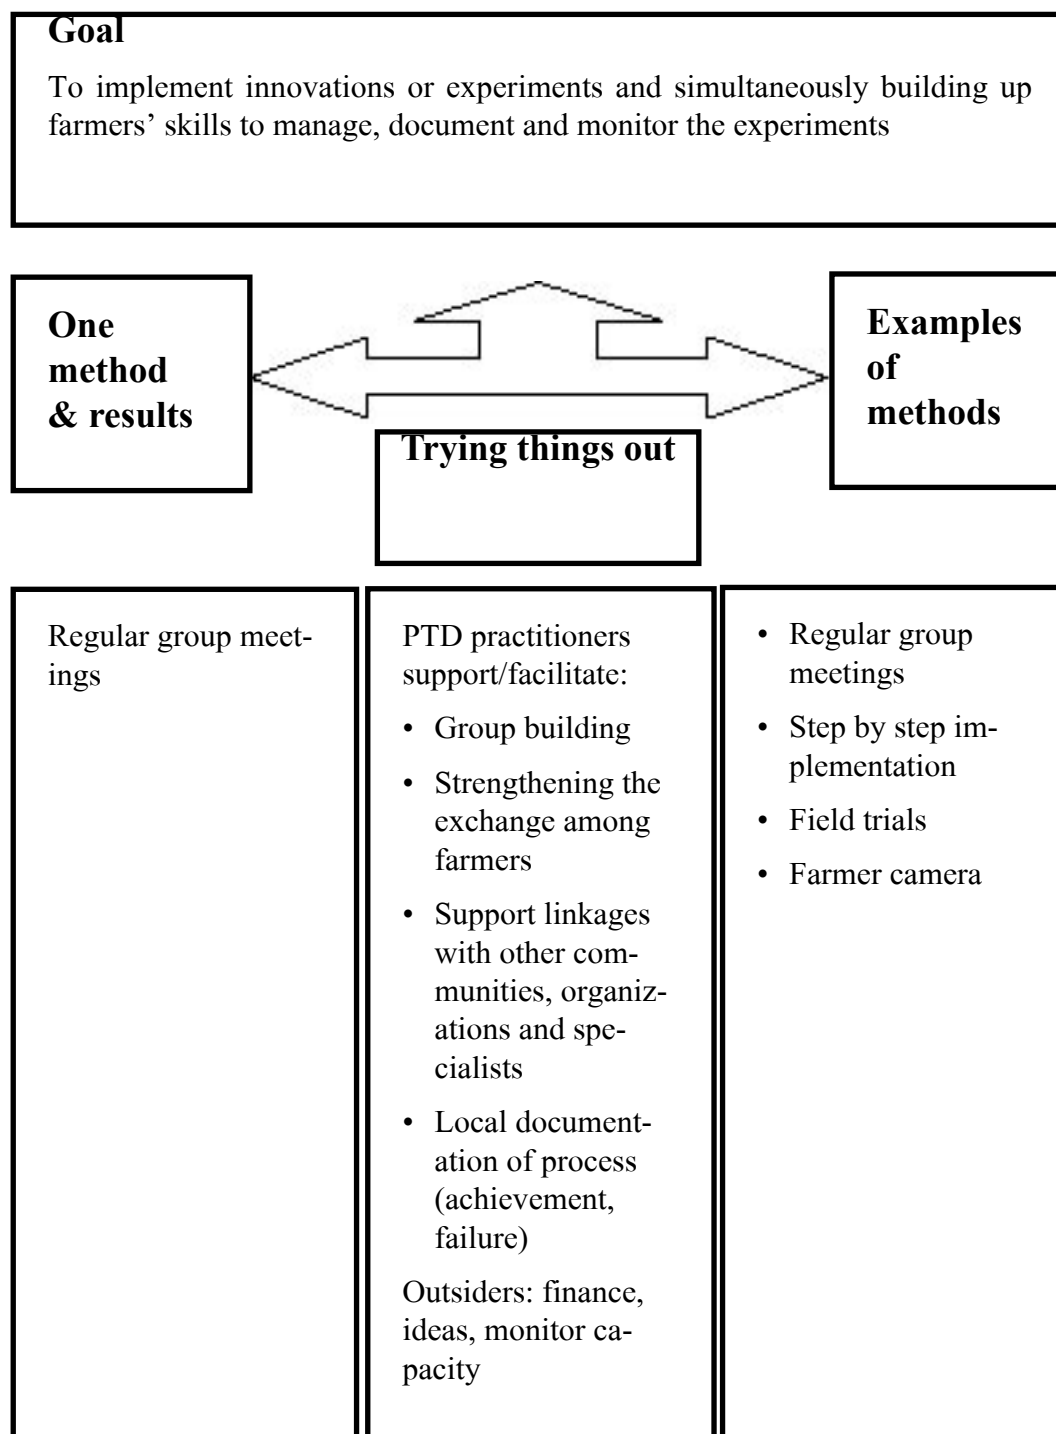 Goal
To implement innovations or experiments and simultaneously building up
farmers’ skills to manage, document and monitor the experiments
One
method
& results
Examples
of
methods
Trying things out
Regular group meet-
ings
PTD practitioners
support/facilitate:
• Group building
• Strengthening the
exchange among
farmers
• Support linkages
with other com-
munities, organiz-
ations and spe-
cialists
• Local document-
ation of process
(achievement,
failure)
Outsiders: finance,
ideas, monitor ca-
pacity
• Regular group
meetings
• Step by step im-
plementation
• Field trials
• Farmer camera